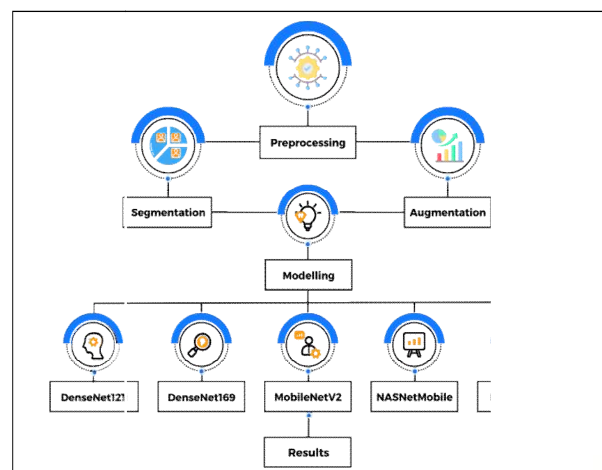 Preprocessing
Segmentation
Augmentation
Modelling
DenseNet121
DenseNet169
MobileNetV2
NASNetMobile
Results